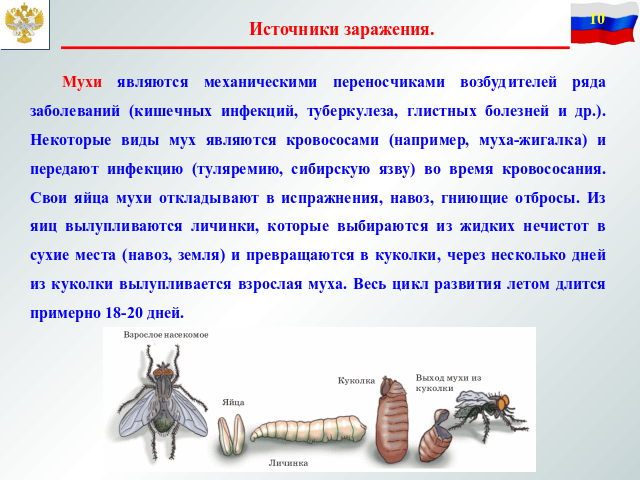 10
Источники заражения.
Мухи являются механическими переносчиками возбудителей ряда
заболеваний (кишечных инфекций, туберкулеза, глистных болезней и др.).
Некоторые виды мух являются кровососами (например, муха-жигалка) и
передают инфекцию (туляремию, сибирскую язву) во время кровососания.
Свои яйца мухи откладывают в испражнения, навоз, гниющие отбросы. Из
яиц вылупливаются личинки, которые выбираются из жидких нечистот в
сухие места (навоз, земля) и превращаются в куколки, через несколько дней
из куколки вылупливается взрослая муха. Весь цикл развития летом длится
примерно 18-20 дней.
Взрослое насекомое
Яйца
Личинка
Куколка
Выход мухи из
куколки